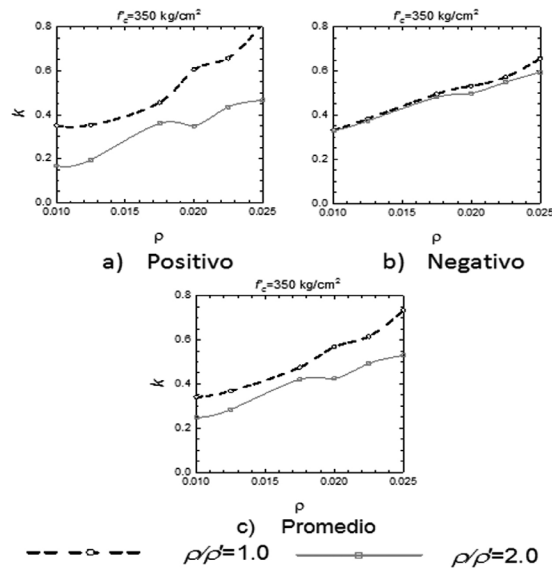 f'c=350 kg/cm²
f'c=350 kg/cm²
0.8
0.6
0.4
0.2
0.0
k
0.010
0.015
0.020
0.025
ρ
0.8
0.6
0.4
0.2
0.0
0.010
0.015
0.020
0.025
ρ
a) Positivo
b) Negativo
f'c=350 kg/cm²
0.8
0.6
0.4
0.2
0.0
k
0.010
0.015
0.020
0.025
ρ
c) Promedio
ρ/ρ'=1.0
ρ/ρ'=2.0